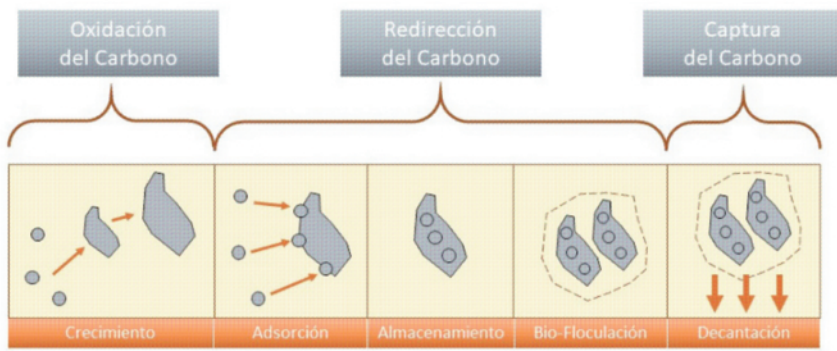 Oxidación
del Carbono
Redirección
del Carbono
Captura
del Carbono
Crecimiento
Adsorción
Almacenamiento
Bio-Floculación
Decantación